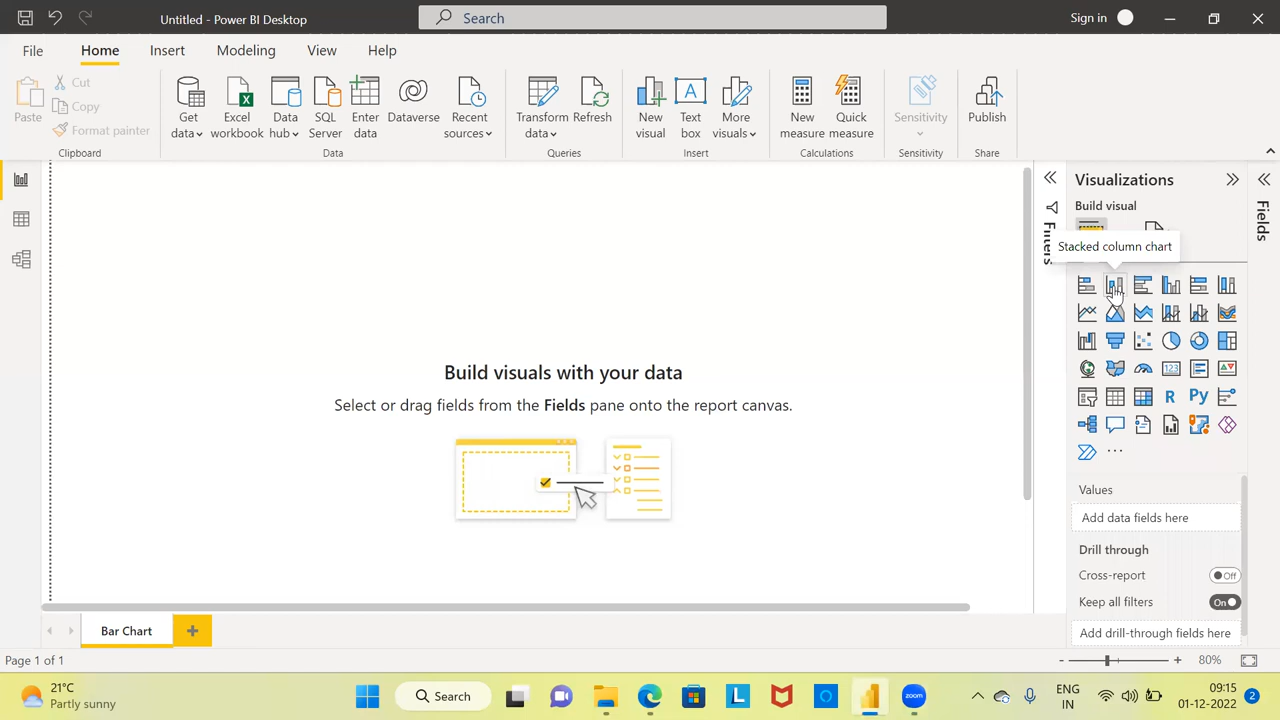 Untitled - Power BI Desktop
Search
Sign in
File
Home
Insert
Modeling
View
Help
Paste
Cut
Copy
Format painter
Clipboard
Get data
Excel workbook
Data hub
SQL Server
Enter data
Dataverse
Recent sources
Data
Transform data
Refresh
Queries
New visual
Text box
More visuals
Insert
New measure
Quick measure
Calculations
Sensitivity
Sensitivity
Publish
Share
Filters
Visualizations
Build visual
Stacked column chart
Fields
123
R
Py
Build visuals with your data
Select or drag fields from the Fields pane onto the report canvas.
Values
Add data fields here
Drill through
Cross-report
Off
Keep all filters
On
Add drill-through fields here
Bar Chart
Page 1 of 1
80%
21°C
Partly sunny
Search
L
zoom
ENG
IN
09:15
01-12-2022
2